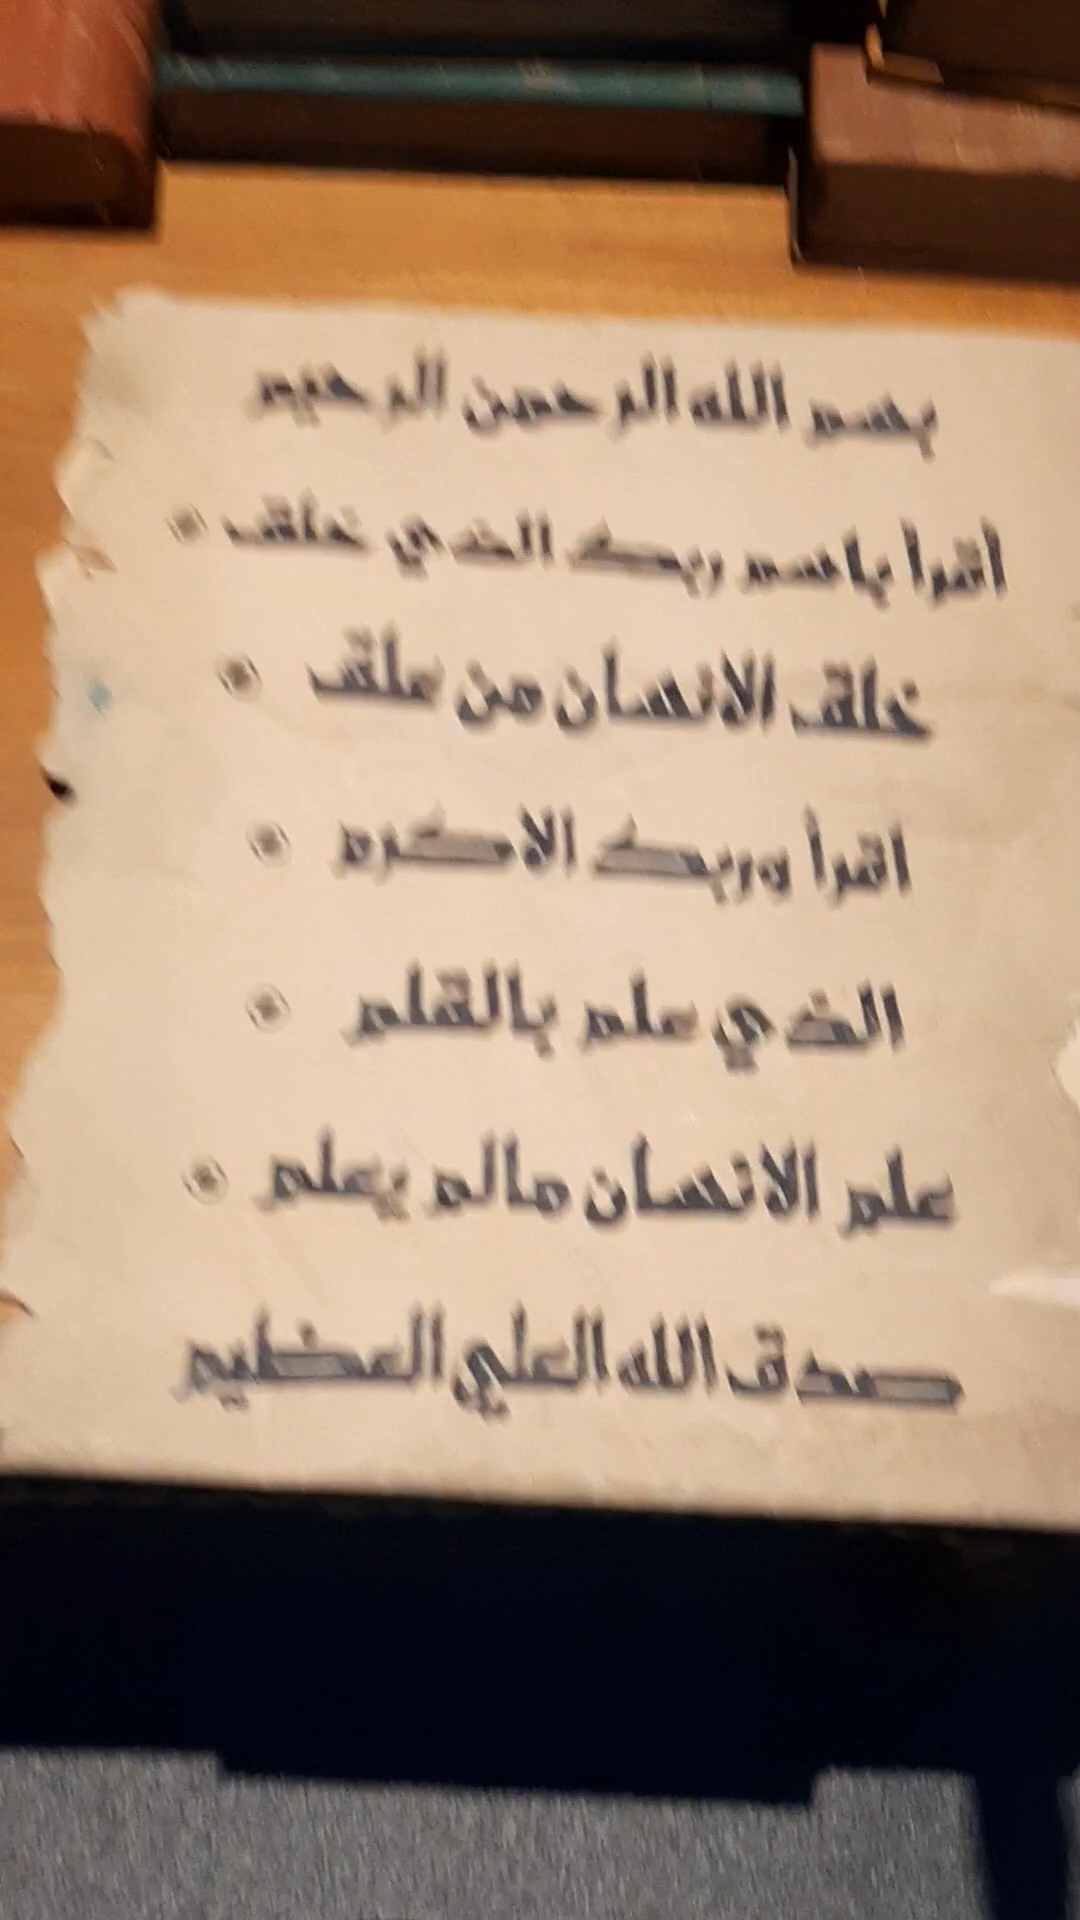 بسم الله الرحمن الرحيم
اقرأ باسم ربك الذي خلق
خلق الانسان من علق
اقرأ وربك الاكرم
الذي علم بالقلم
علم الانسان مالم يعلم
صدق الله العلي العظيم